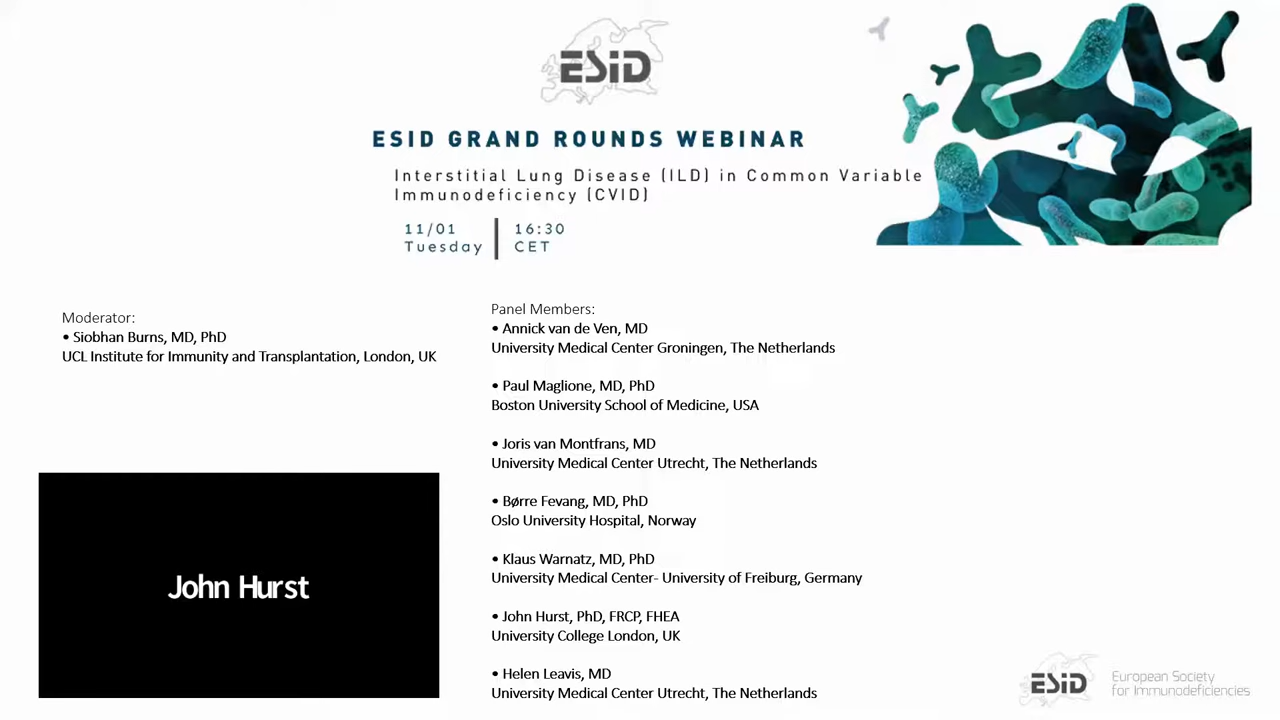 ESiD
ESID GRAND ROUNDS WEBINAR
Interstitial Lung Disease (ILD) in Common Variable
Immunodeficiency (CVID)
11/01
Tuesday
16:30
CET
Moderator:
• Siobhan Burns, MD, PhD
UCL Institute for Immunity and Transplantation, London, UK
John Hurst
Panel Members:
• Annick van de Ven, MD
University Medical Center Groningen, The Netherlands
• Paul Maglione, MD, PhD
Boston University School of Medicine, USA
• Joris van Montfrans, MD
University Medical Center Utrecht, The Netherlands
• Børre Fevang, MD, PhD
Oslo University Hospital, Norway
• Klaus Warnatz, MD, PhD
University Medical Center- University of Freiburg, Germany
• John Hurst, PhD, FRCP, FHEA
University College London, UK
• Helen Leavis, MD
University Medical Center Utrecht, The Netherlands
ESiD
European Society
for Immunodeficiencies